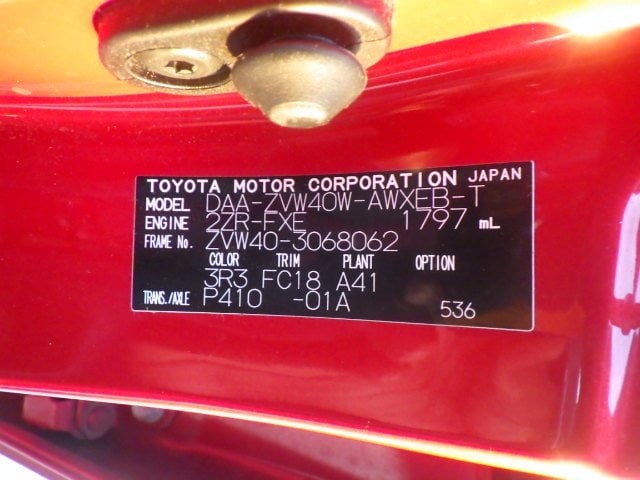 TOYOTA MOTOR CORPORATION JAPAN
MODEL DAA-ZVW40W-AWXEB-T
ENGINE 2ZR-FXE 1797 mL
FRAME No. ZVW40-3068062
COLOR TRIM PLANT OPTION
3R3 FC18 A41
TRANS./AXLE P410 -01A 536